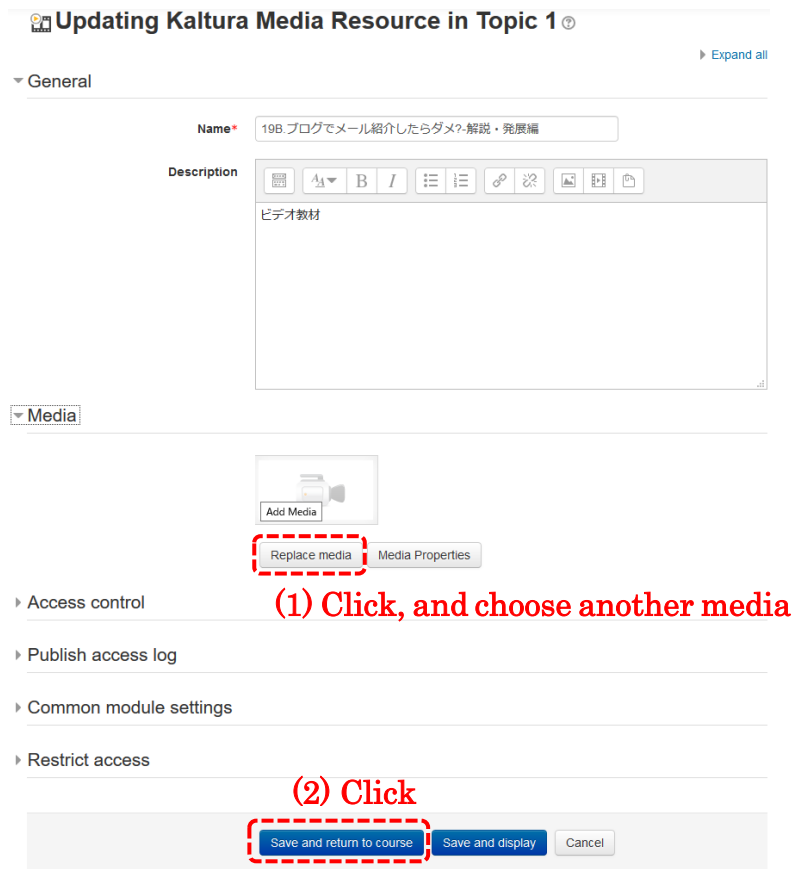 Updating Kaltura Media Resource in Topic 1
Expand all
General
Name*
19B.ブログでメール紹介したらダメ?-解説・発展編
Description
B I
ビデオ教材
Media
Add Media
Replace media Media Properties
(1) Click, and choose another media
Access control
Publish access log
Common module settings
Restrict access
(2) Click
Save and return to course Save and display Cancel